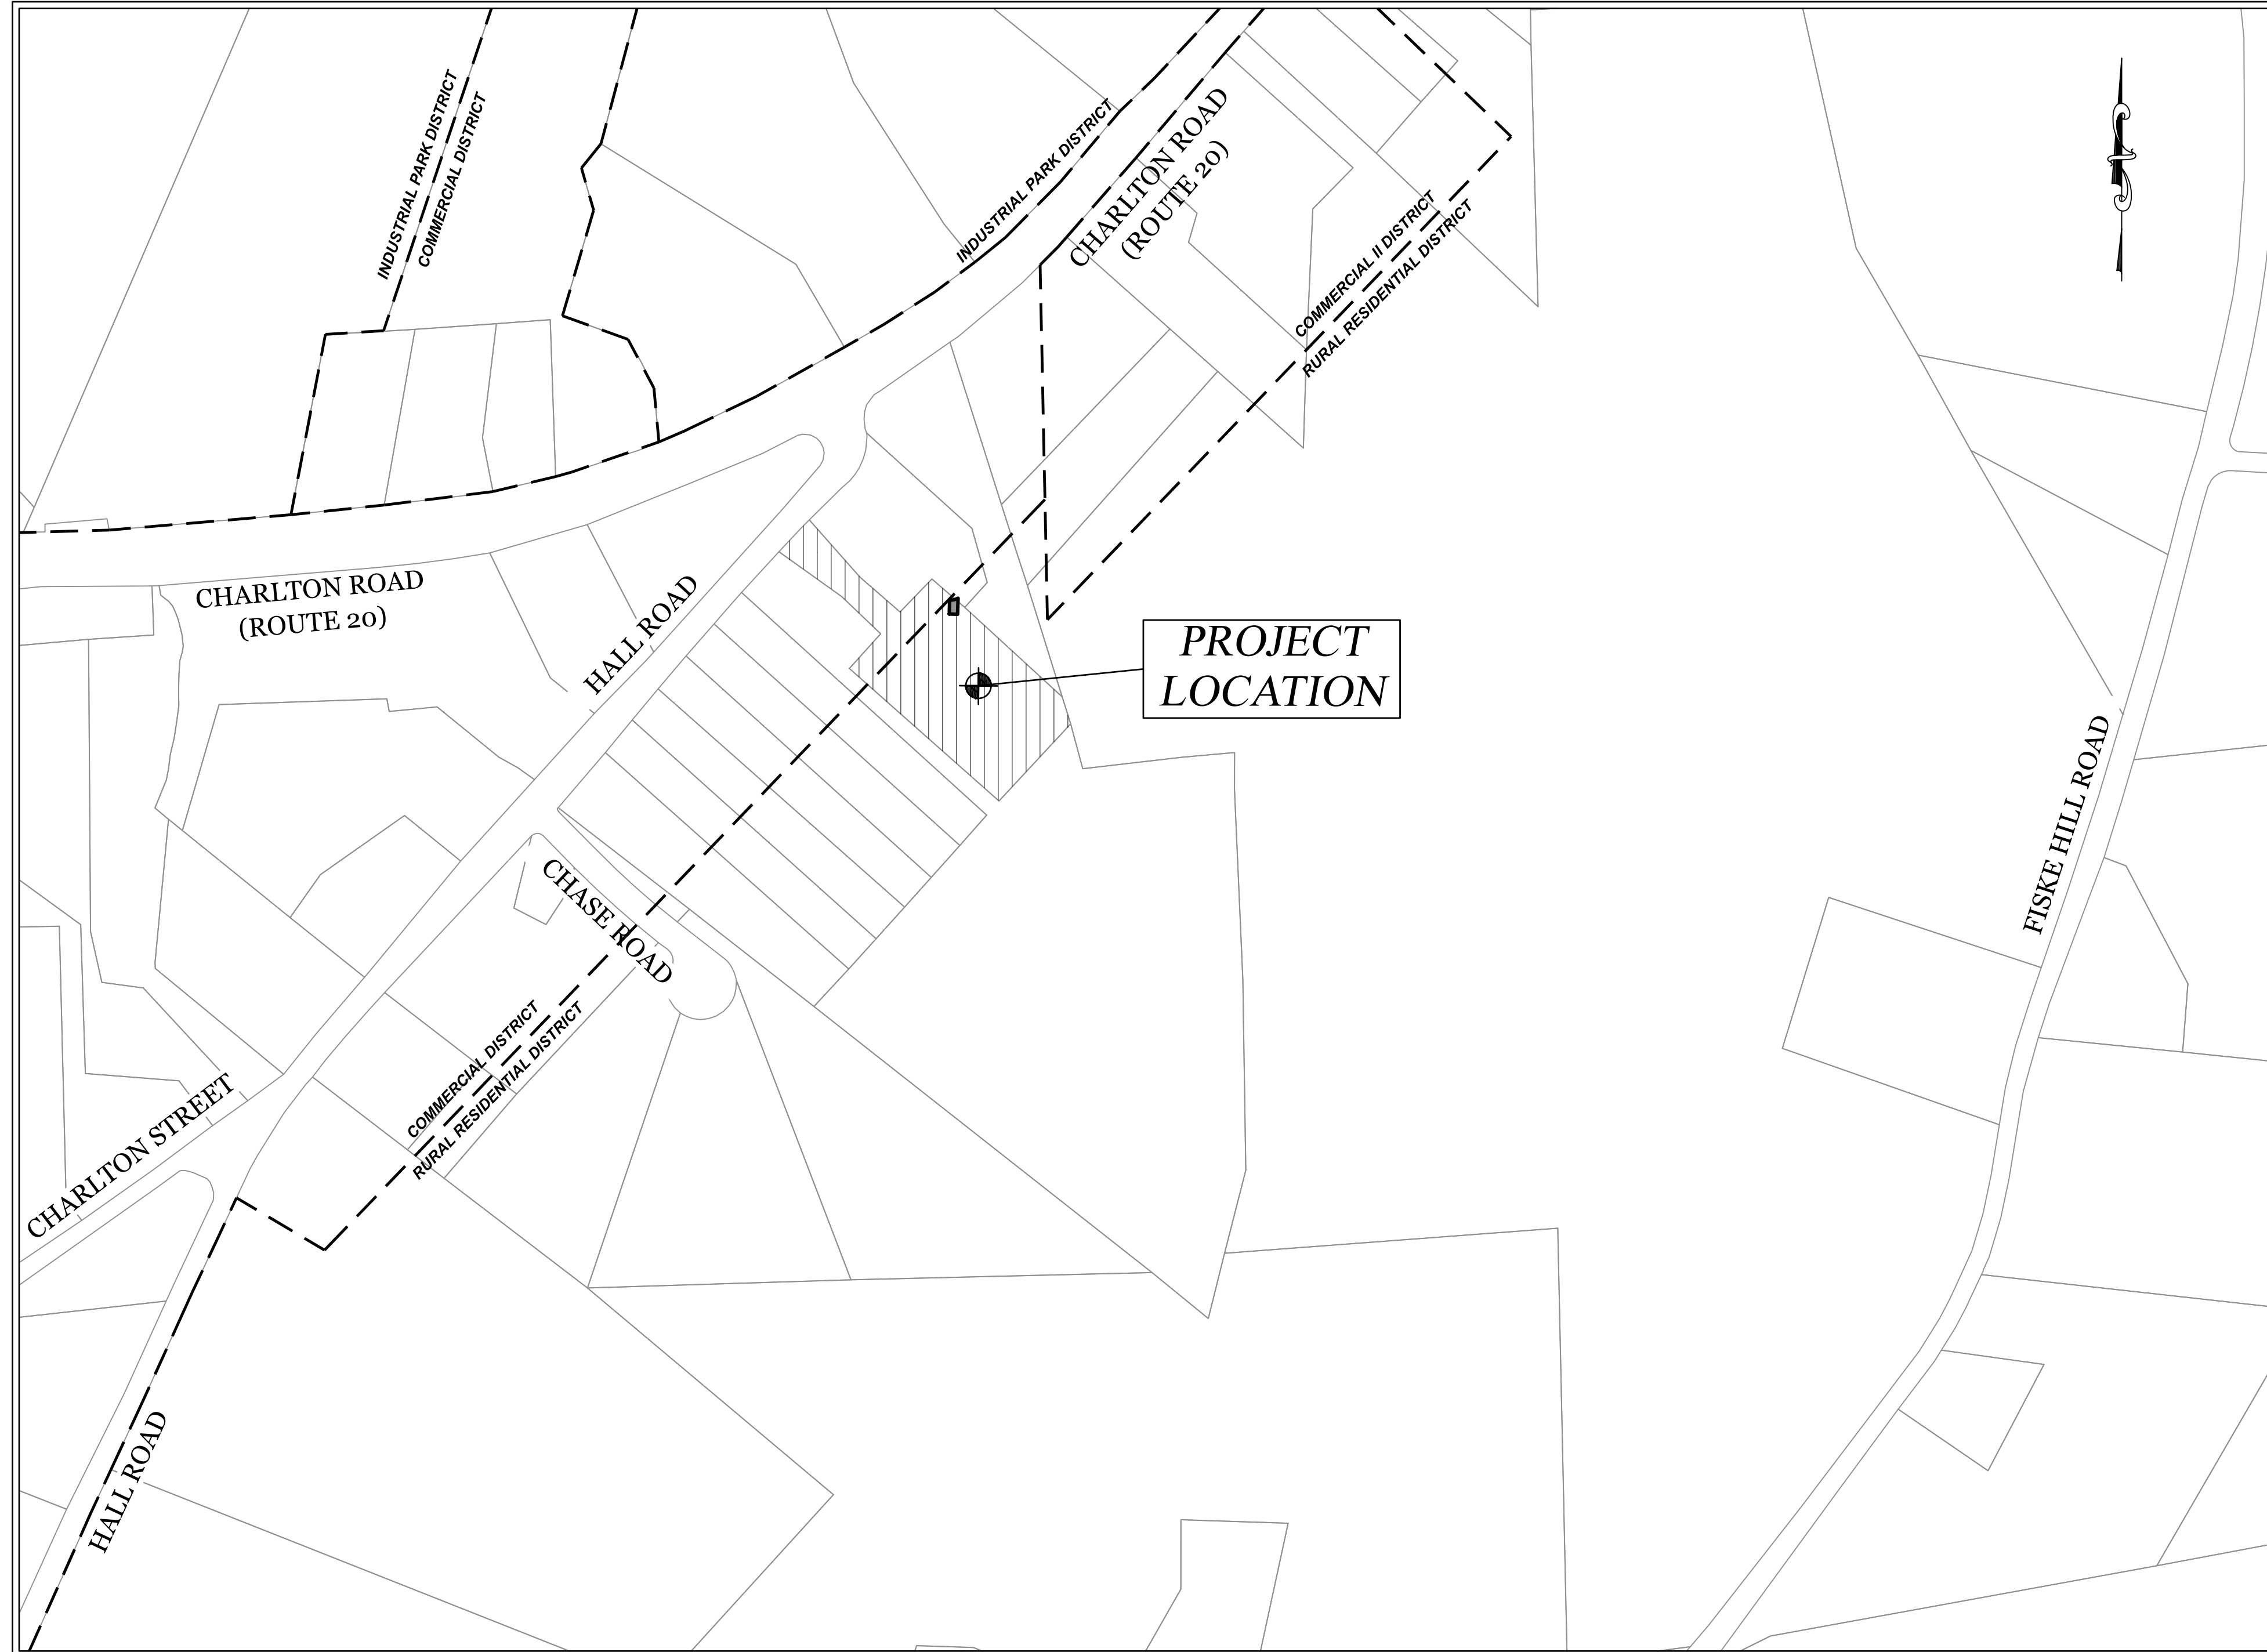 INDUSTRIAL PARK DISTRICT
COMMERCIAL DISTRICT
INDUSTRIAL PARK DISTRICT
CHARLTON ROAD
(ROUTE 20)
COMMERCIAL II DISTRICT
RURAL RESIDENTIAL DISTRICT
CHARLTON ROAD
(ROUTE 20)
HALL ROAD
PROJECT
LOCATION
FISKE HILL ROAD
CHASE ROAD
COMMERCIAL DISTRICT
RURAL RESIDENTIAL DISTRICT
CHARLTON STREET
HALL ROAD